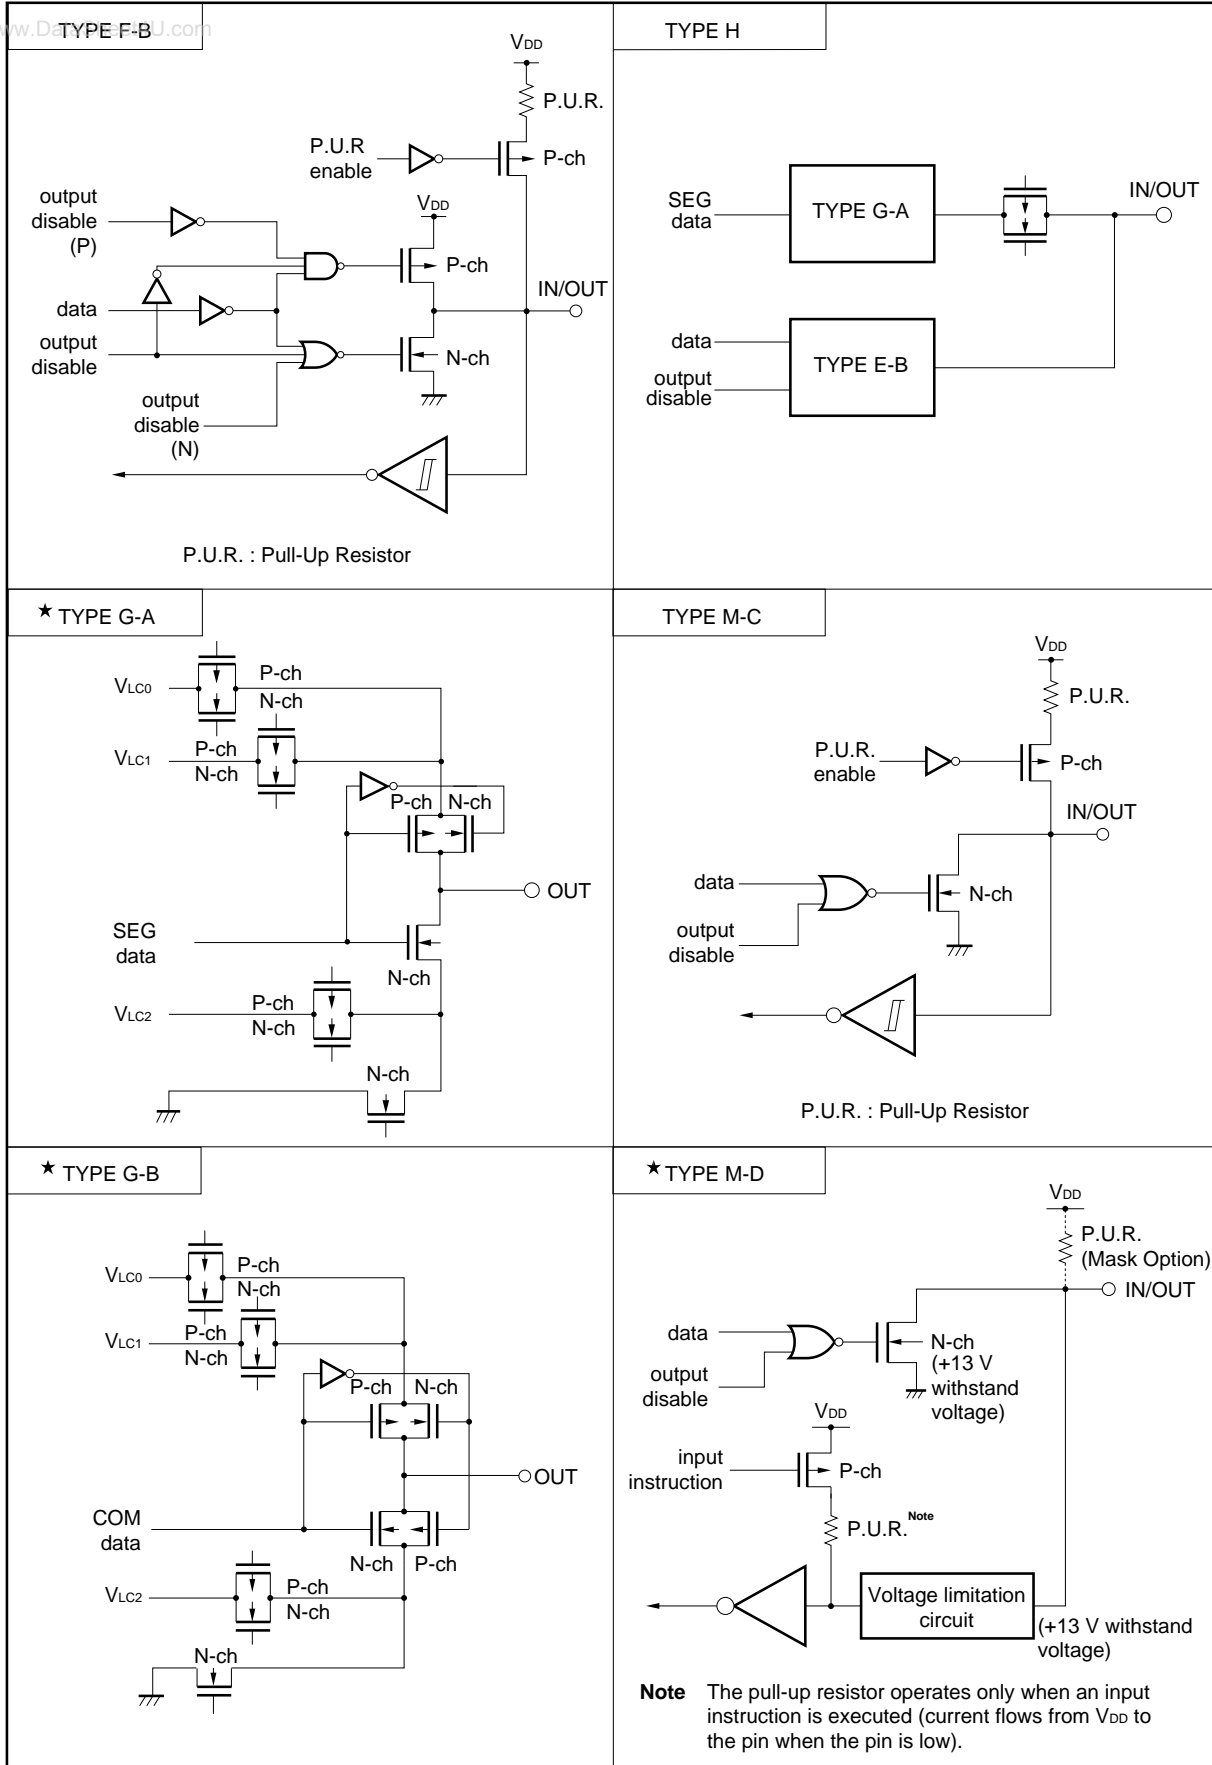 www.DataSheet4U.com
TYPE F-B
VDD
P.U.R.
P.U.R
enable
P-ch
output
disable
(P)
VDD
P-ch
data
IN/OUT
output
disable
N-ch
output
disable
(N)
P.U.R. : Pull-Up Resistor
TYPE H
SEG
data
TYPE G-A
IN/OUT
data
output
disable
TYPE E-B
★ TYPE G-A
VLC0
P-ch
N-ch
VLC1
P-ch
N-ch
P-ch N-ch
OUT
SEG
data
N-ch
VLC2
P-ch
N-ch
N-ch
TYPE M-C
VDD
P.U.R.
P.U.R.
enable
P-ch
IN/OUT
data
N-ch
output
disable
P.U.R. : Pull-Up Resistor
★ TYPE G-B
VLC0
P-ch
N-ch
VLC1
P-ch
N-ch
P-ch N-ch
OUT
COM
data
N-ch P-ch
VLC2
P-ch
N-ch
N-ch
★ TYPE M-D
VDD
P.U.R.
(Mask Option)
IN/OUT
data
N-ch
(+13 V
withstand
voltage)
output
disable
VDD
input
instruction
P-ch
P.U.R.Note
Voltage limitation
circuit
(+13 V withstand
voltage)
Note The pull-up resistor operates only when an input
instruction is executed (current flows from VDD to
the pin when the pin is low).